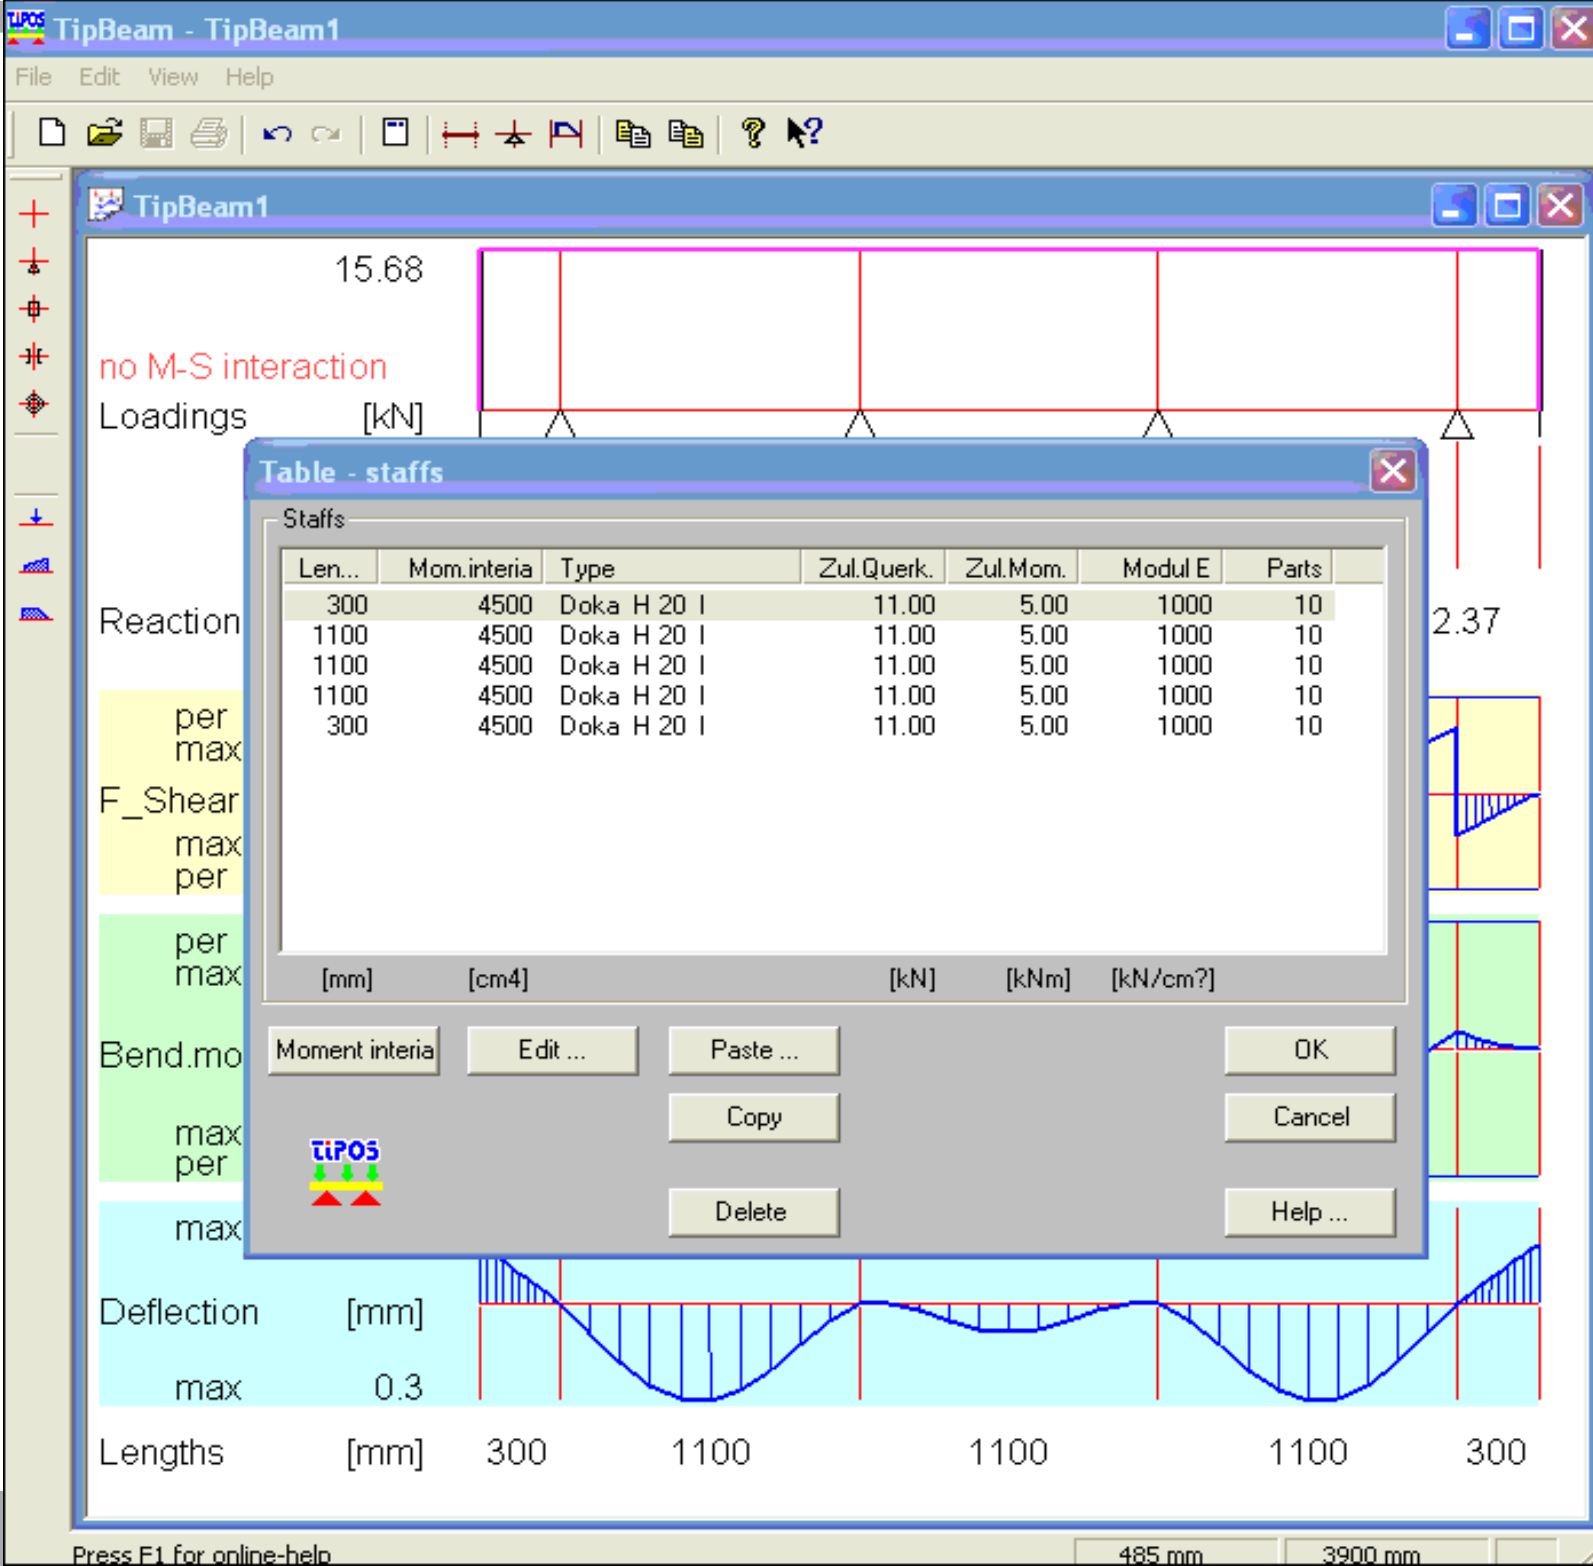 TiPOS
TipBeam - TipBeam1
File Edit View Help
TipBeam1
15.68
no M-S interaction
Loadings [kN]
Table - staffs
Staffs
Len... Mom.interia Type Zul.Querk. Zul.Mom. Modul E Parts
300 4500 Doka H 20 I 11.00 5.00 1000 10
1100 4500 Doka H 20 I 11.00 5.00 1000 10
1100 4500 Doka H 20 I 11.00 5.00 1000 10
1100 4500 Doka H 20 I 11.00 5.00 1000 10
300 4500 Doka H 20 I 11.00 5.00 1000 10
[mm] [cm4] [kN] [kNm] [kN/cm?]
Moment interia Edit ... Paste ... OK
Copy Cancel
TiPOS
Delete Help ...
Reaction 2.37
per
max
F_Shear
max
per
per
max
Bend.mo
max
per
max
Deflection [mm]
max 0.3
Lengths [mm] 300 1100 1100 1100 300
Press F1 for online-help 485 mm 3900 mm